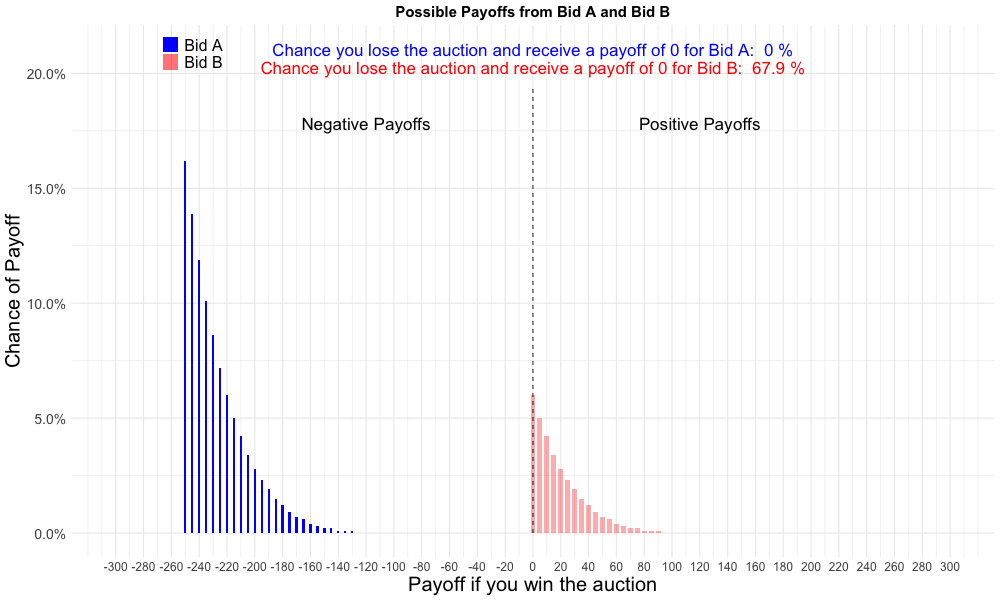 Possible Payoffs from Bid A and Bid B
Bid A
Bid B
Chance you lose the auction and receive a payoff of 0 for Bid A:  0 %
Chance you lose the auction and receive a payoff of 0 for Bid B:  67.9 %
Negative Payoffs
Positive Payoffs
Chance of Payoff
20.0%
15.0%
10.0%
5.0%
0.0%
-300 -280 -260 -240 -220 -200 -180 -160 -140 -120 -100 -80 -60 -40 -20 0 20 40 60 80 100 120 140 160 180 200 220 240 260 280 300
Payoff if you win the auction